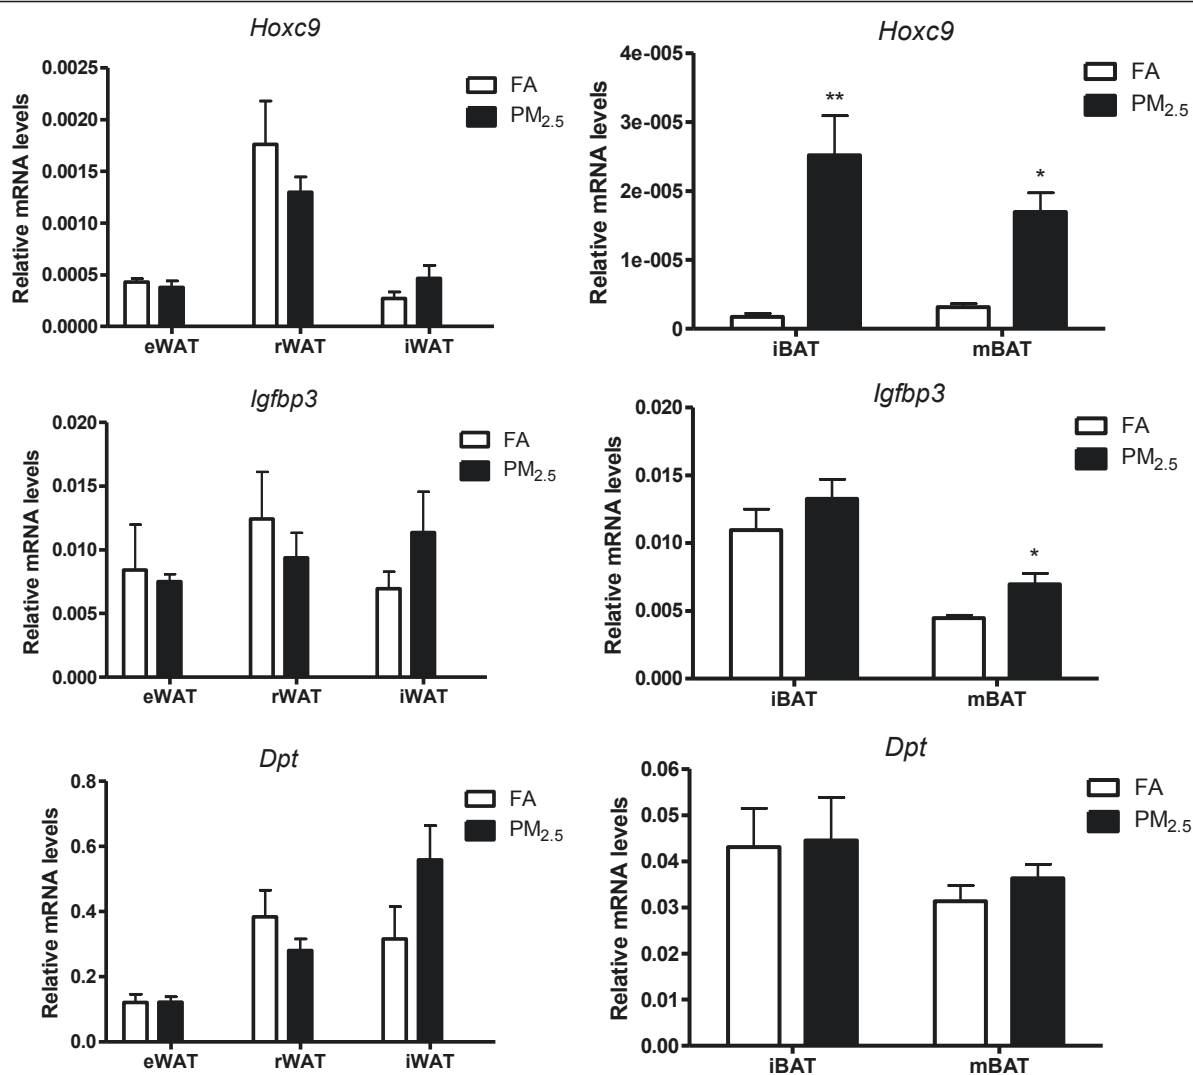 Hoxc9
Relative mRNA levels
0.0025
0.0020
0.0015
0.0010
0.0005
0.0000
FA
PM2.5
eWAT rWAT iWAT
Hoxc9
Relative mRNA levels
4e-005
3e-005
2e-005
1e-005
0
FA
PM2.5
**
*
iBAT mBAT
Igfbp3
Relative mRNA levels
0.020
0.015
0.010
0.005
0.000
FA
PM2.5
eWAT rWAT iWAT
Igfbp3
Relative mRNA levels
0.020
0.015
0.010
0.005
0.000
FA
PM2.5
*
iBAT mBAT
Dpt
Relative mRNA levels
0.8
0.6
0.4
0.2
0.0
FA
PM2.5
eWAT rWAT iWAT
Dpt
Relative mRNA levels
0.06
0.05
0.04
0.03
0.02
0.01
0.00
FA
PM2.5
iBAT mBAT